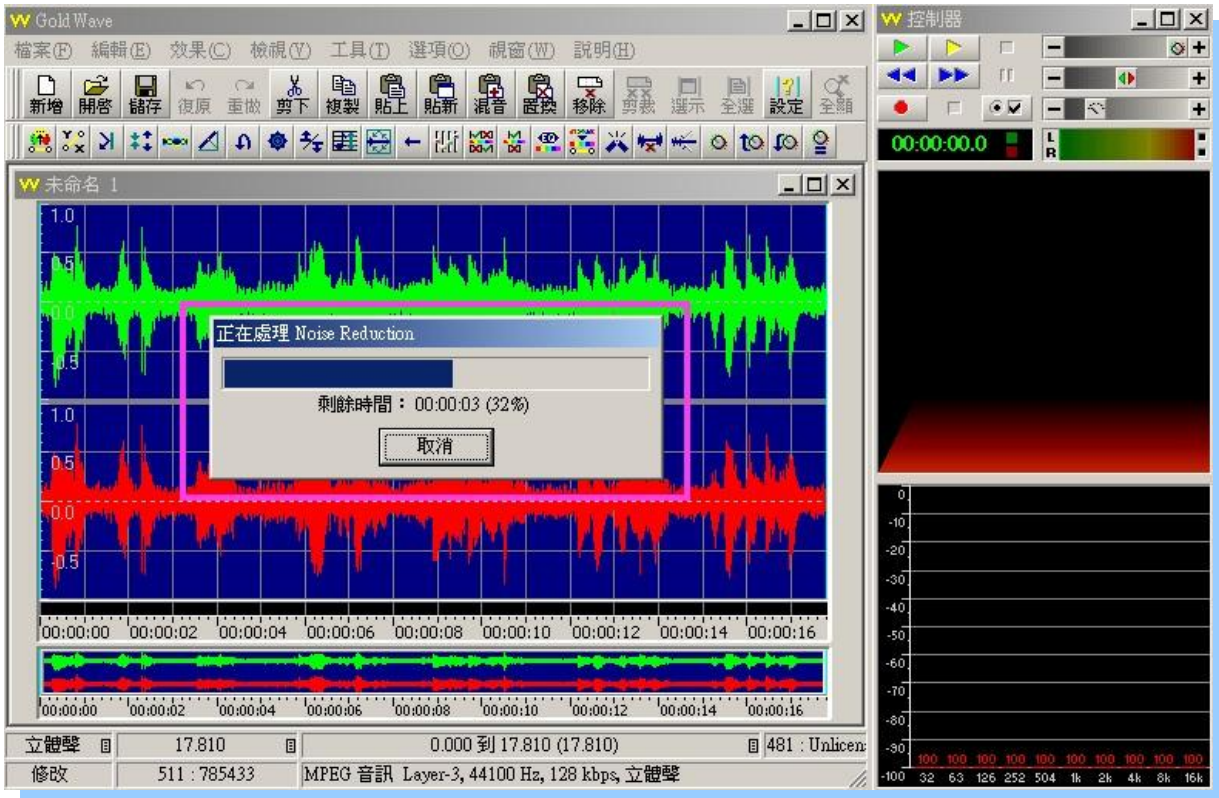 Gold Wave
檔案(F) 編輯(E) 效果(C) 檢視(V) 工具(T) 選項(O) 視窗(W) 說明(H)
新增 開啓 儲存 復原 重做 剪下 複製 貼上 貼新 混音 置換 移除 剪裁 選示 全選 設定 全顯
未命名 1
1.0
0.5
0.0
-0.5
正在處理 Noise Reduction
剩餘時間： 00:00:03 (32%)
取消
1.0
0.5
0.0
-0.5
00:00:00 00:00:02 00:00:04 00:00:06 00:00:08 00:00:10 00:00:12 00:00:14 00:00:16
00:00:00 00:00:02 00:00:04 00:00:06 00:00:08 00:00:10 00:00:12 00:00:14 00:00:16
立體聲 17.810 0.000 到 17.810 (17.810) 481 : Unlicen
修改 511 : 785433 MPEG 音訊 Layer-3, 44100 Hz, 128 kbps, 立體聲
控制器
00:00:00.0 L
R
0
-10
-20
-30
-40
-50
-60
-70
-80
-90
100 100 100 100 100 100 100 100 100 100
-100 32 63 126 252 504 1k 2k 4k 8k 16k